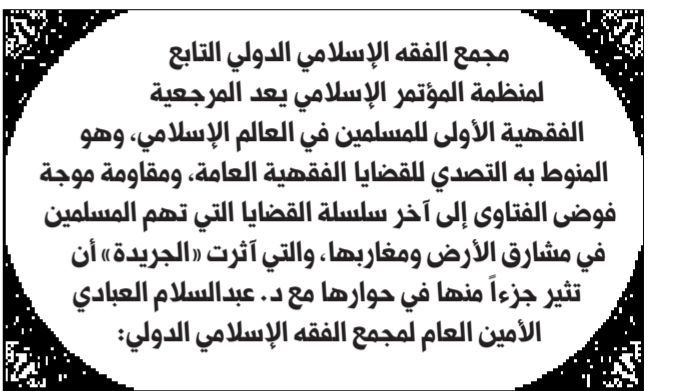 مجمع الفقه الإسلامي الدولي التابع
لمنظمة المؤتمر الإسلامي يعد المرجعية
الفقهية الأولى للمسلمين في العالم الإسلامي، وهو
المنوط به التصدي للقضايا الفقهية العامة، ومقاومة موجة
فوضى الفتاوى إلى آخر سلسلة القضايا التي تهم المسلمين
في مشارق الأرض ومغاربها، والتي آثرت «الجريدة» أن
تثير جزءاً منها في حوارها مع د. عبدالسلام العبادي
الأمين العام لمجمع الفقه الإسلامي الدولي: